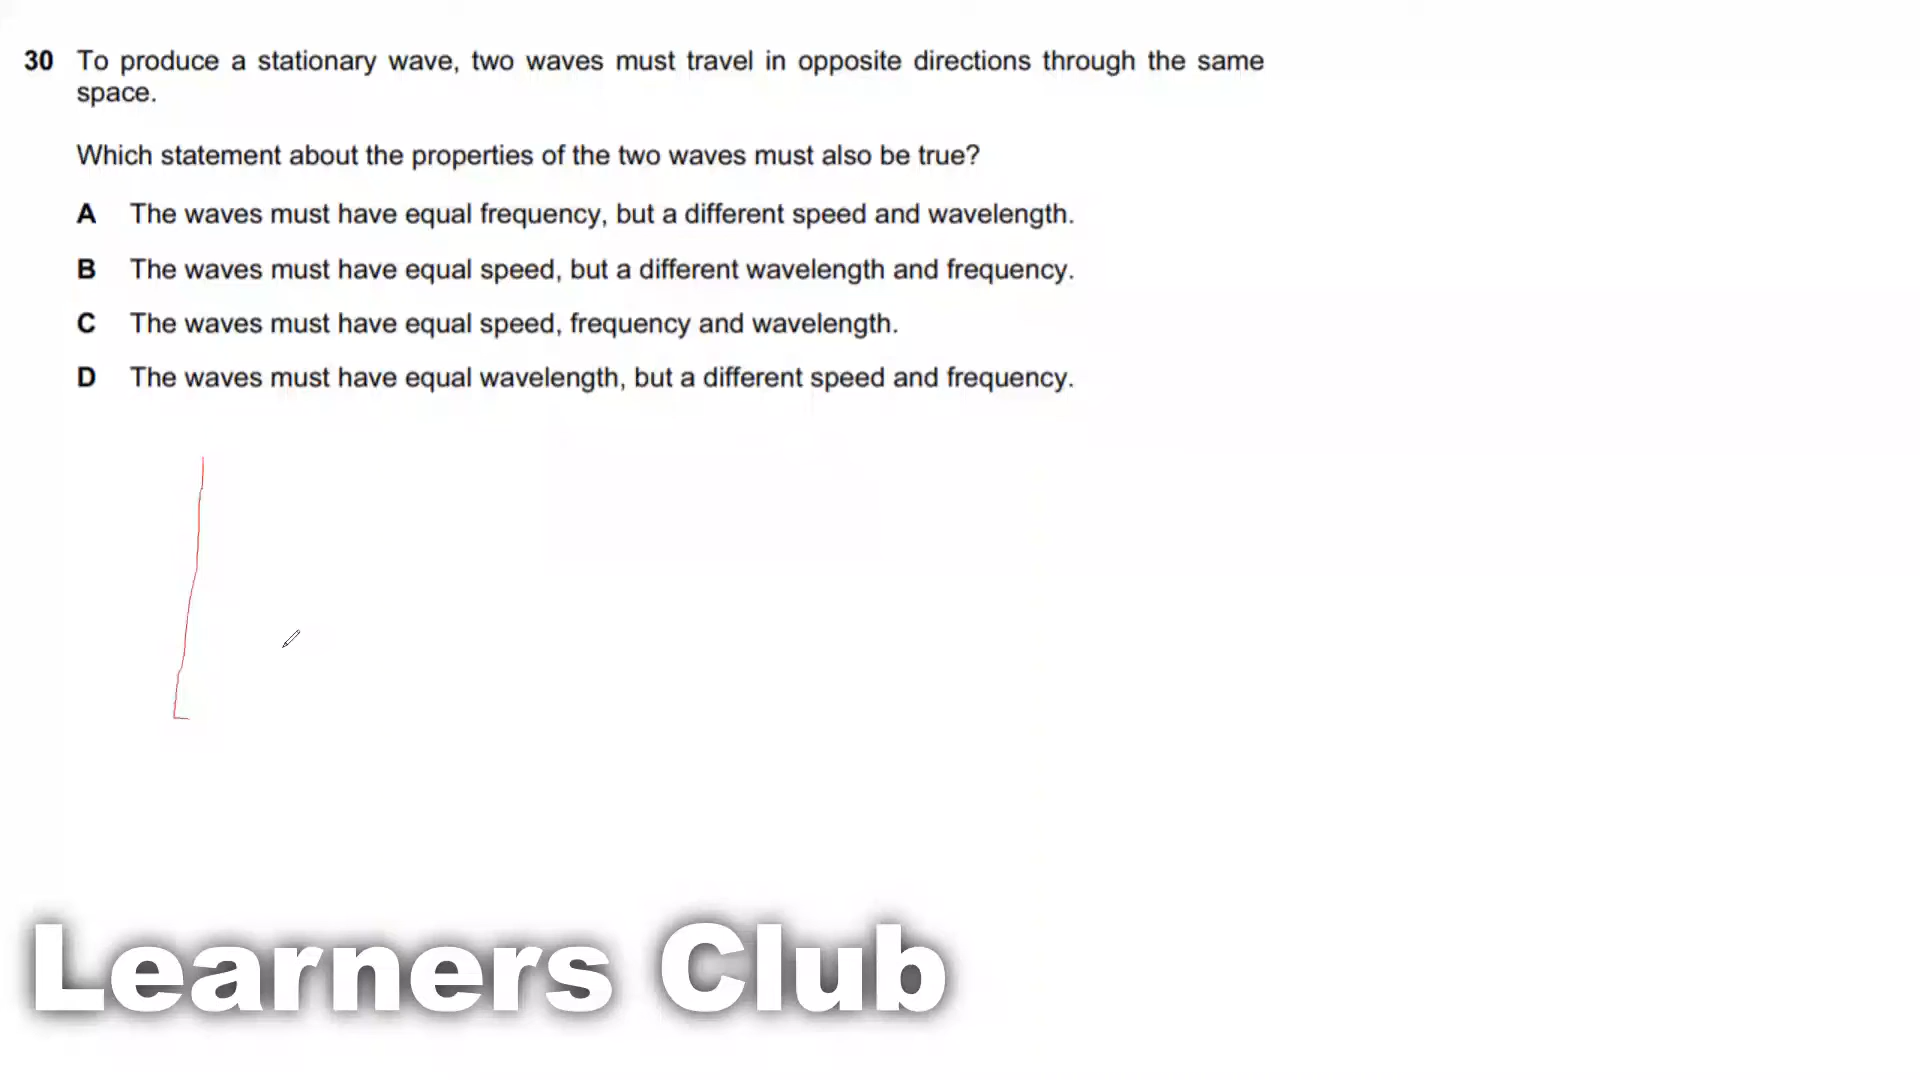 30 To produce a stationary wave, two waves must travel in opposite directions through the same
space.
Which statement about the properties of the two waves must also be true?
A The waves must have equal frequency, but a different speed and wavelength.
B The waves must have equal speed, but a different wavelength and frequency.
C The waves must have equal speed, frequency and wavelength.
D The waves must have equal wavelength, but a different speed and frequency.
Learners Club